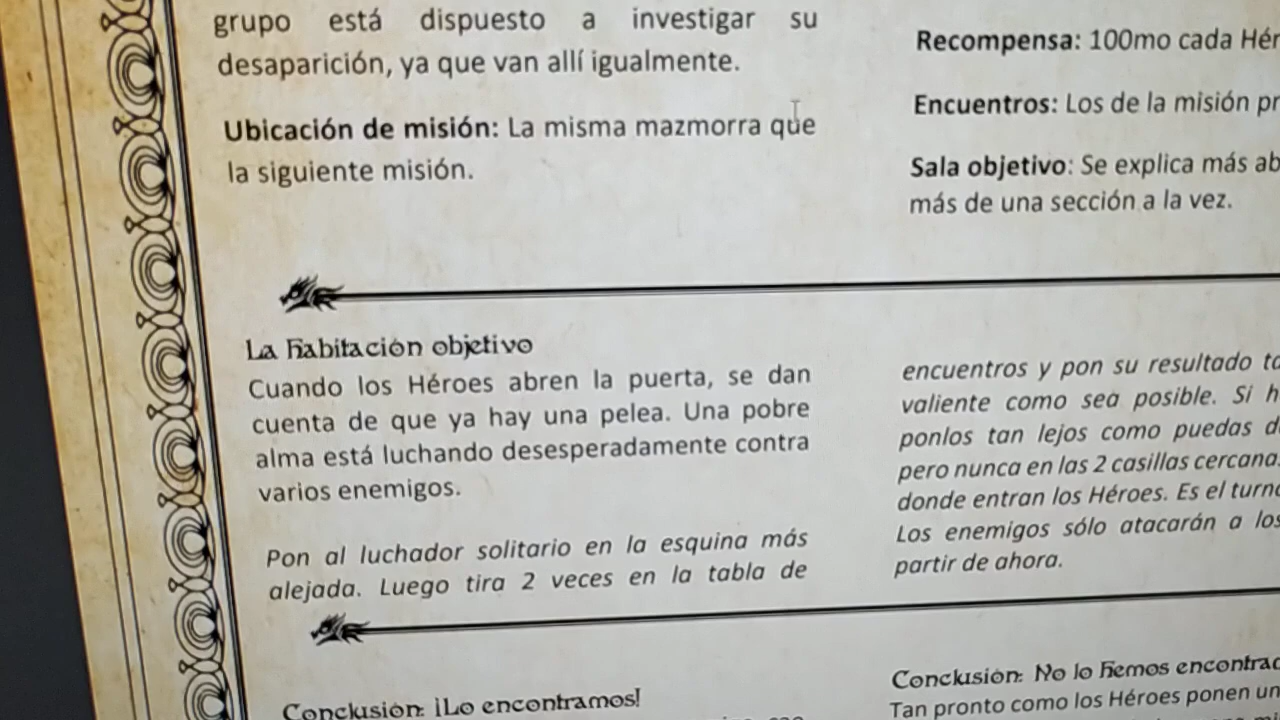 grupo está dispuesto a investigar su
desaparición, ya que van allí igualmente.
Ubicación de misión: La misma mazmorra que
la siguiente misión.
Recompensa: 100mo cada
Encuentros: Los de la misión
Sala objetivo: Se explica más
más de una sección a la vez.
La habitación objetivo
Cuando los Héroes abren la puerta, se dan
cuenta de que ya hay una pelea. Una pobre
alma está luchando desesperadamente contra
varios enemigos.
Pon al luchador solitario en la esquina más
alejada. Luego tira 2 veces en la tabla de
encuentros y pon su resultado
valiente como sea posible. Si
ponlos tan lejos como puedas
pero nunca en las 2 casillas
donde entran los Héroes. Es el
Los enemigos sólo atacarán a
partir de ahora.
Conclusión: ¡Lo encontramos!
Conclusión: No lo hemos
Tan pronto como los Héroes ponen